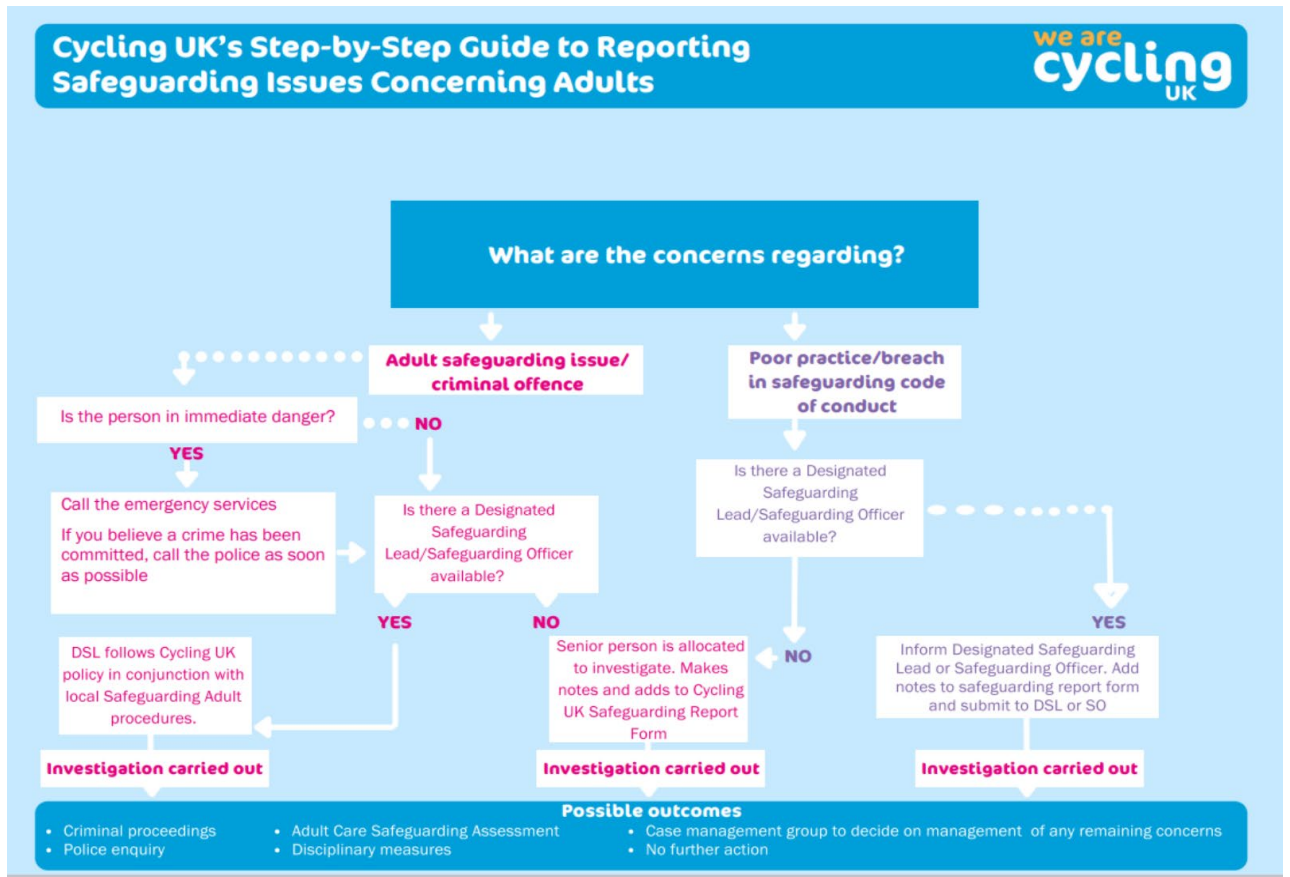 Cycling UK's Step-by-Step Guide to Reporting
Safeguarding Issues Concerning Adults
we are
cycling
UK
What are the concerns regarding?
Adult safeguarding issue/
criminal offence
Poor practice/breach
in safeguarding code
of conduct
Is the person in immediate danger?
NO
YES
Call the emergency services
If you believe a crime has been
committed, call the police as soon
as possible
Is there a Designated
Safeguarding
Lead/Safeguarding Officer
available?
Is there a Designated
Safeguarding
Lead/Safeguarding Officer
available?
YES
NO
NO
YES
DSL follows Cycling UK
policy in conjunction with
local Safeguarding Adult
procedures.
Senior person is allocated
to investigate. Makes
notes and adds to Cycling
UK Safeguarding Report
Form
Inform Designated Safeguarding
Lead or Safeguarding Officer. Add
notes to safeguarding report form
and submit to DSL or SO
Investigation carried out
Investigation carried out
Investigation carried out
Possible outcomes
• Criminal proceedings
• Police enquiry
• Adult Care Safeguarding Assessment
• Disciplinary measures
• Case management group to decide on management of any remaining concerns
• No further action